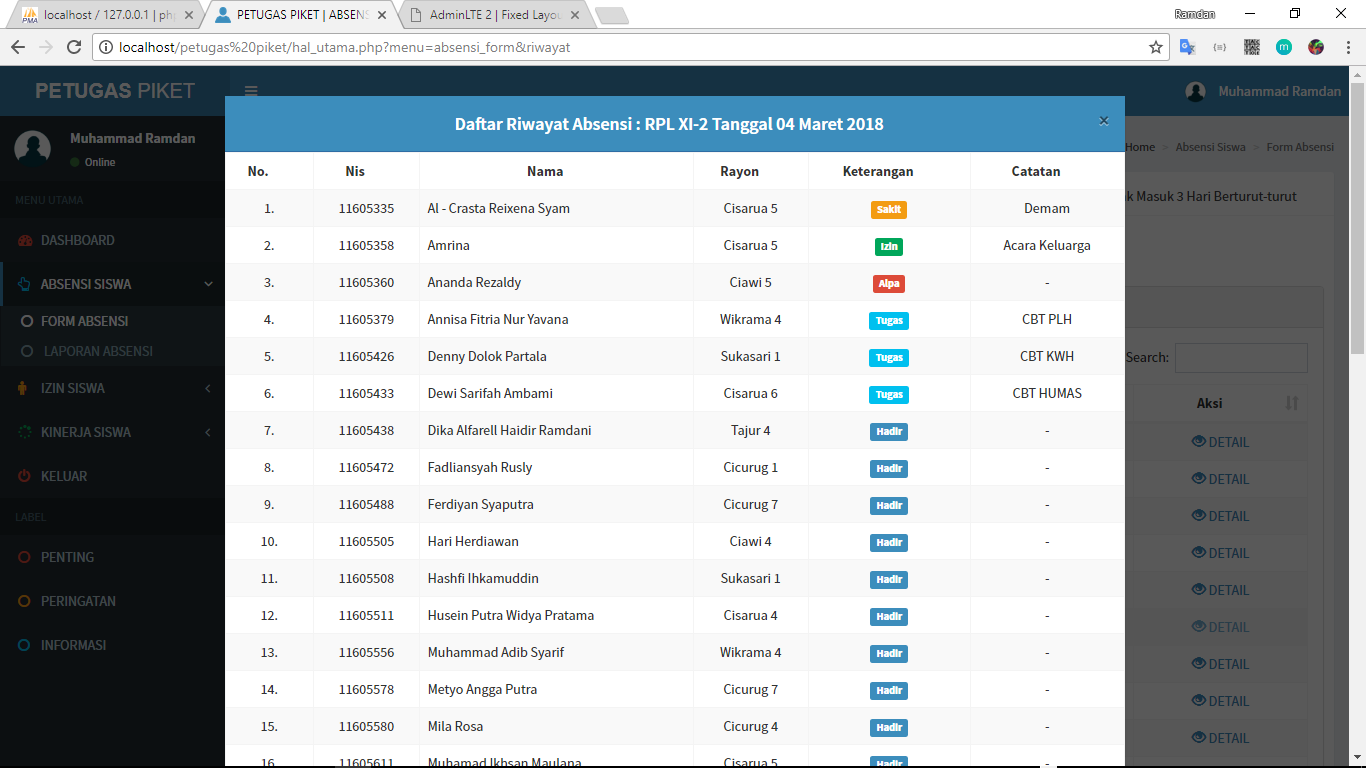 localhost / 127.0.0.1 | ph
PETUGAS PIKET | ABSENS
AdminLTE 2 | Fixed Layou
Ramdan
localhost/petugas%20piket/hal_utama.php?menu=absensi_form&riwayat
PETUGAS PIKET
Muhammad Ramdan
Muhammad Ramdan
Online
MENU UTAMA
DASHBOARD
ABSENSI SISWA
FORM ABSENSI
LAPORAN ABSENSI
IZIN SISWA
KINERJA SISWA
KELUAR
LABEL
PENTING
PERINGATAN
INFORMASI
Daftar Riwayat Absensi : RPL XI-2 Tanggal 04 Maret 2018
×
No. Nis Nama Rayon Keterangan Catatan
1. 11605335 Al - Crasta Reixena Syam Cisarua 5 Sakit Demam
2. 11605358 Amrina Cisarua 5 Izin Acara Keluarga
3. 11605360 Ananda Rezaldy Ciawi 5 Alpa -
4. 11605379 Annisa Fitria Nur Yavana Wikrama 4 Tugas CBT PLH
5. 11605426 Denny Dolok Partala Sukasari 1 Tugas CBT KWH
6. 11605433 Dewi Sarifah Ambami Cisarua 6 Tugas CBT HUMAS
7. 11605438 Dika Alfarell Haidir Ramdani Tajur 4 Hadir -
8. 11605472 Fadliansyah Rusly Cicurug 1 Hadir -
9. 11605488 Ferdiyan Syaputra Cicurug 7 Hadir -
10. 11605505 Hari Herdiawan Ciawi 4 Hadir -
11. 11605508 Hashfi Ihkamuddin Sukasari 1 Hadir -
12. 11605511 Husein Putra Widya Pratama Cisarua 4 Hadir -
13. 11605556 Muhammad Adib Syarif Wikrama 4 Hadir -
14. 11605578 Metyo Angga Putra Cicurug 7 Hadir -
15. 11605580 Mila Rosa Cicurug 4 Hadir -
16. 11605611 Muhamad Ikhsan Maulana Cisarua 5 Hadir -
Home > Absensi Siswa > Form Absensi
k Masuk 3 Hari Berturut-turut
Search:
Aksi
DETAIL
DETAIL
DETAIL
DETAIL
DETAIL
DETAIL
DETAIL
DETAIL
DETAIL